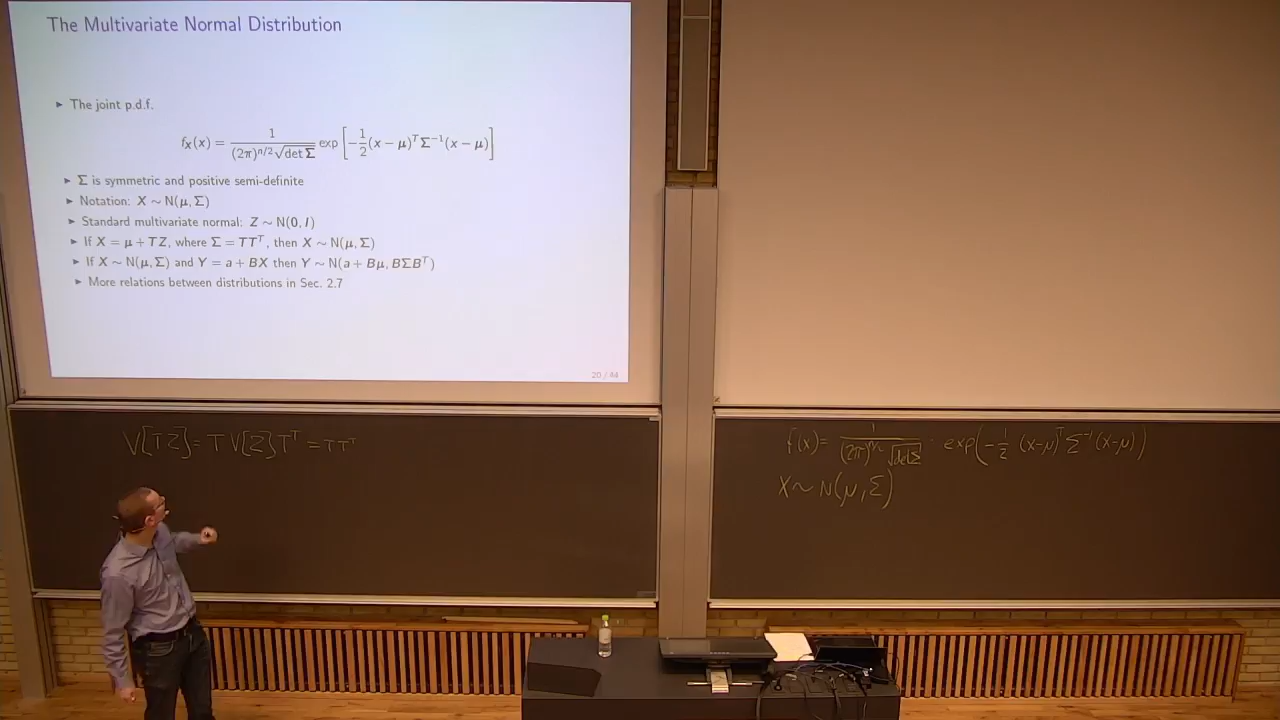 The Multivariate Normal Distribution
▶ The joint p.d.f.
f_X(x) = 1 / ((2π)^{n/2} √det Σ) exp[−1/2 (x − μ)^T Σ^{−1} (x − μ)]
▶ Σ is symmetric and positive semi-definite
▶ Notation: X ∼ N(μ, Σ)
▶ Standard multivariate normal: Z ∼ N(0, I)
▶ If X = μ + TZ, where Σ = TT^T, then X ∼ N(μ, Σ)
▶ If X ∼ N(μ, Σ) and Y = a + BX then Y ∼ N(a + Bμ, BΣB^T)
▶ More relations between distributions in Sec. 2.7
20 / 44
V[TZ] = T V[Z] T^T = TT^T
f(x) = 1 / ((2π)^{n/2} √det Σ) · exp(−1/2 (x−μ)^T Σ^{−1} (x−μ))
X ∼ N(μ, Σ)